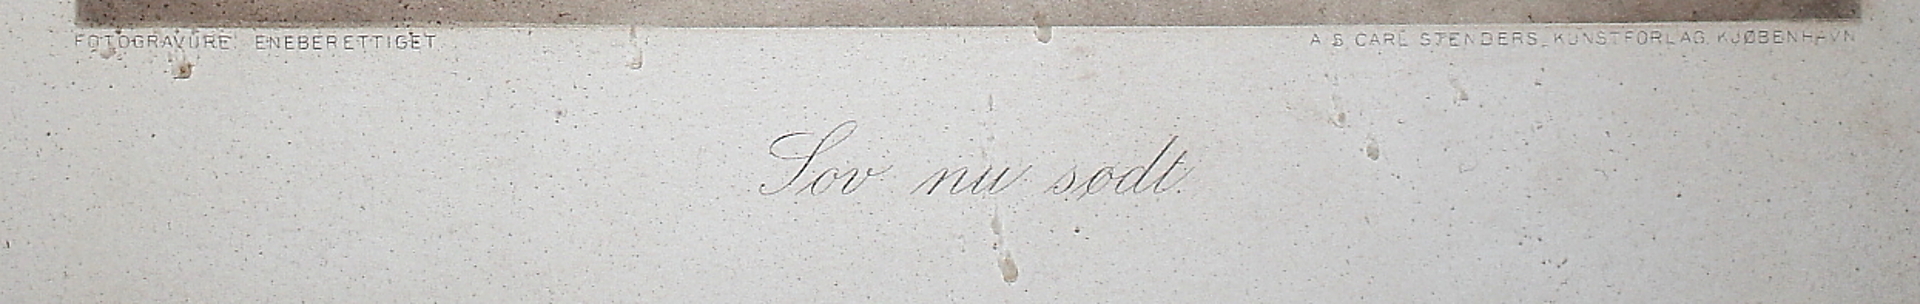 FOTOGRAVURE ENEBERETTIGET
A S CARL STENDERS KUNSTFORLAG, KJØBENHAVN
Sov nu sødt.